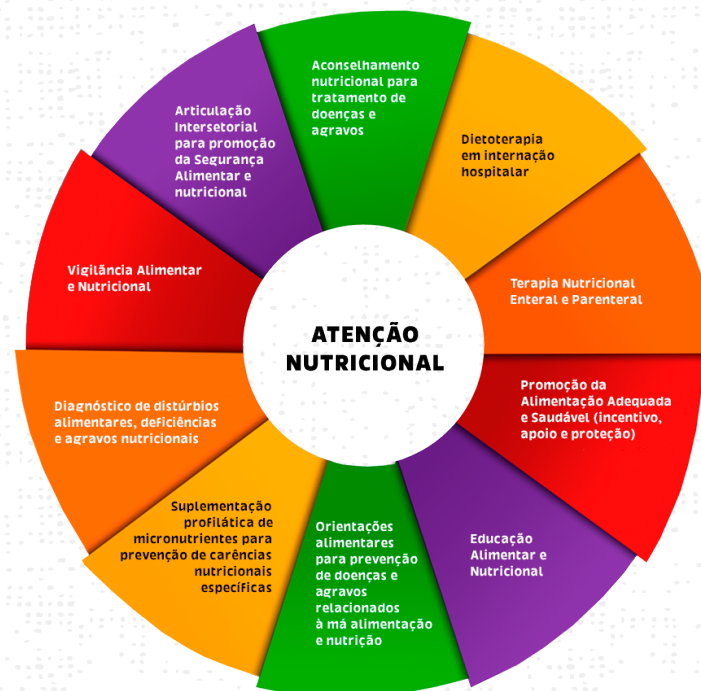 Aconselhamento
nutricional para
tratamento de
doenças e
agravos
Dietoterapia
em internação
hospitalar
Terapia Nutricional
Enteral e Parenteral
Promoção da
Alimentação Adequada
e Saudável (incentivo,
apoio e proteção)
Educação
Alimentar e
Nutricional
Orientações
alimentares
para prevenção
de doenças e
agravos
relacionados
à má alimentação
e nutrição
Suplementação
profilática de
micronutrientes para
prevenção de carências
nutricionais
específicas
Diagnóstico de distúrbios
alimentares, deficiências
e agravos nutricionais
Vigilância Alimentar
e Nutricional
Articulação
Intersetorial
para promoção
da Segurança
Alimentar e
nutricional
ATENÇÃO
NUTRICIONAL